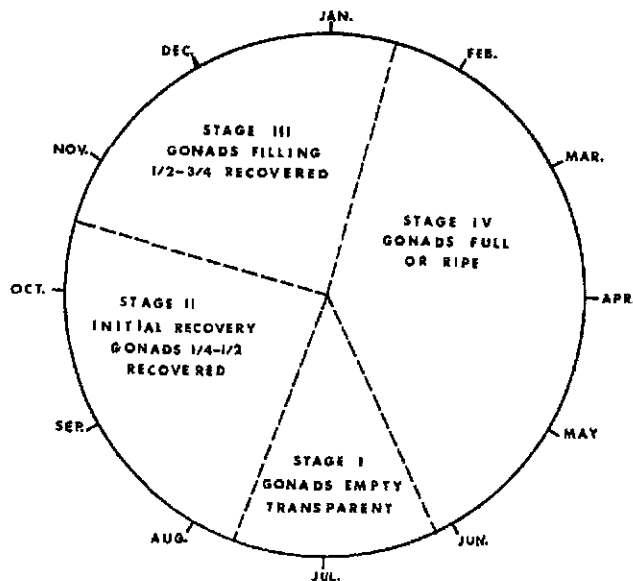 JAN.
FEB.
MAR.
APR.
MAY
JUN.
JUL.
AUG.
SEP.
OCT.
NOV.
DEC.
STAGE III
GONADS FILLING
1/2-3/4 RECOVERED
STAGE IV
GONADS FULL
OR RIPE
STAGE II
INITIAL RECOVERY
GONADS 1/4-1/2
RECOVERED
STAGE I
GONADS EMPTY
TRANSPARENT